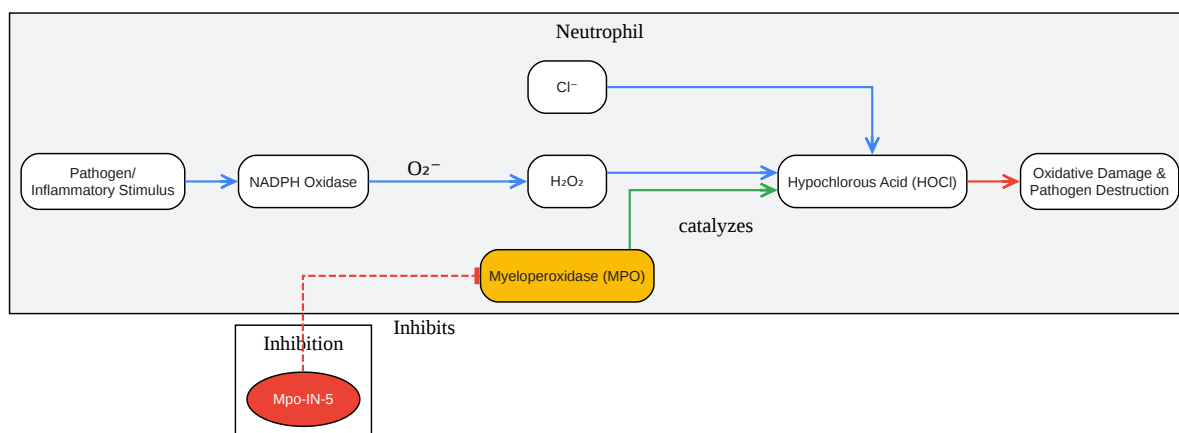 Neutrophil
Cl⁻
Pathogen/
Inflammatory Stimulus
NADPH Oxidase
O₂⁻
H₂O₂
Hypochlorous Acid (HOCl)
Oxidative Damage &
Pathogen Destruction
catalyzes
Myeloperoxidase (MPO)
Inhibits
Inhibition
Mpo-IN-5